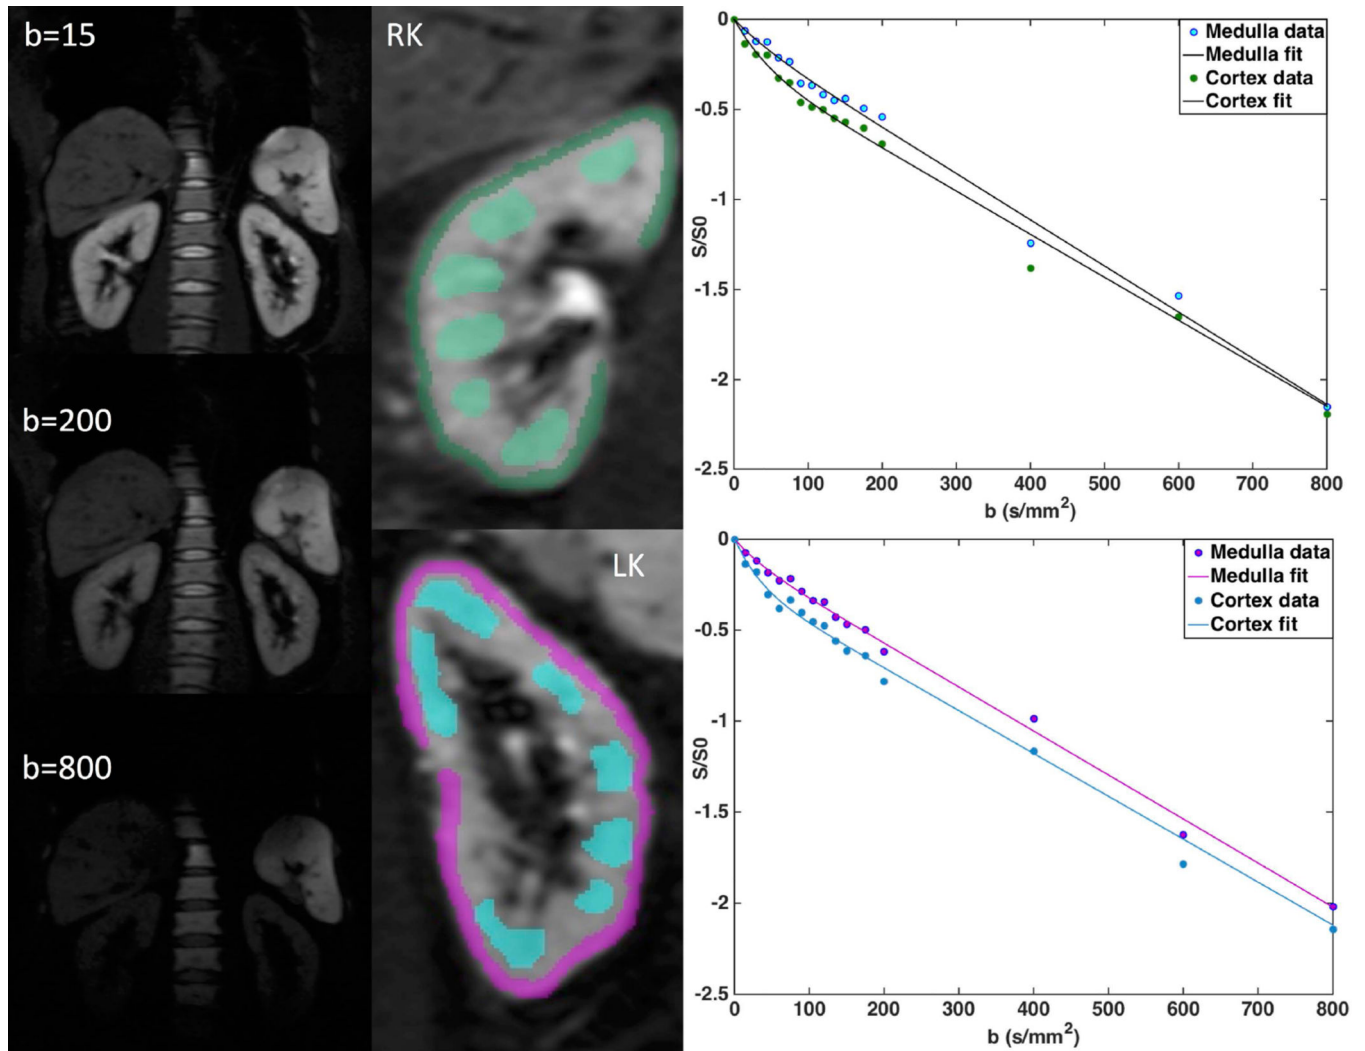 b=15
b=200
b=800
RK
LK
0
-0.5
-1
-1.5
-2
-2.5
S/S0
0 100 200 300 400 500 600 700 800
b (s/mm²)
Medulla data
Medulla fit
Cortex data
Cortex fit
0
-0.5
-1
-1.5
-2
-2.5
S/S0
0 100 200 300 400 500 600 700 800
b (s/mm²)
Medulla data
Medulla fit
Cortex data
Cortex fit